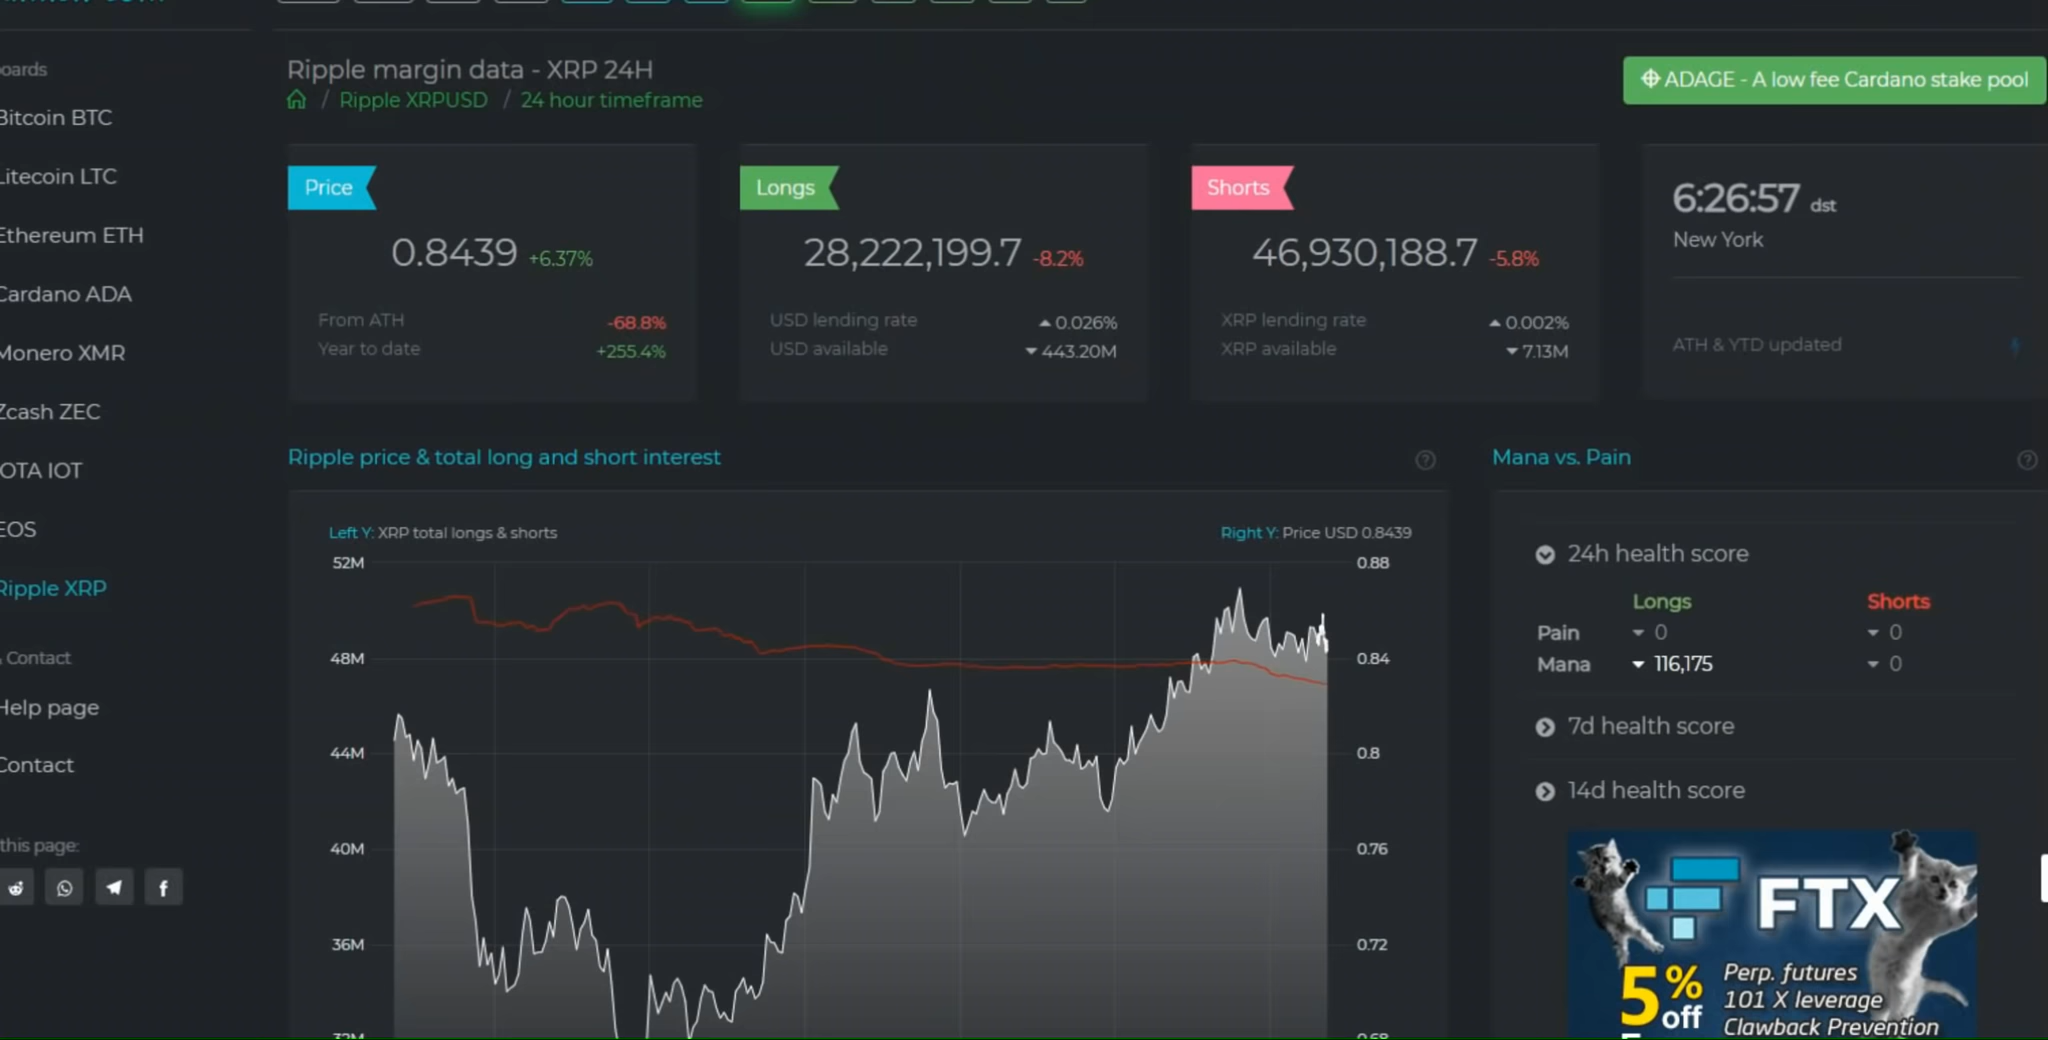 oards
Bitcoin BTC
Litecoin LTC
Ethereum ETH
Cardano ADA
Monero XMR
Zcash ZEC
OTA IOT
EOS
Ripple XRP
Contact
Help page
Contact
this page:
Ripple margin data - XRP 24H
/ Ripple XRPUSD / 24 hour timeframe
ADAGE - A low fee Cardano stake pool
Price
0.8439 +6.37%
From ATH -68.8%
Year to date +255.4%
Longs
28,222,199.7 -8.2%
USD lending rate 0.026%
USD available 443.20M
Shorts
46,930,188.7 -5.8%
XRP lending rate 0.002%
XRP available 7.13M
6:26:57 dst
New York
ATH & YTD updated
Ripple price & total long and short interest
?
Left Y: XRP total longs & shorts
Right Y: Price USD 0.8439
52M 0.88
48M 0.84
44M 0.8
40M 0.76
36M 0.72
32M 0.68
Mana vs. Pain
?
24h health score
Longs Shorts
Pain 0 0
Mana 116,175 0
7d health score
14d health score
FTX
5% off
Perp. futures
101 X leverage
Clawback Prevention